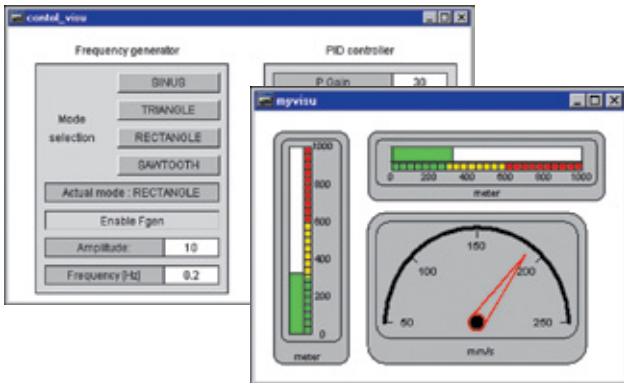 contol_visu
Frequency generator
PID controller
SINUS
P Gain 30
TRIANGLE
Mode selection
RECTANGLE
SAWTOOTH
Actual mode : RECTANGLE
Enable Fgen
Amplitude: 10
Frequency [Hz] 0.2
myvisu
1000
800
600
400
200
0
meter
0 200 400 600 800 1000
meter
50 100 150 200 250
mm/s